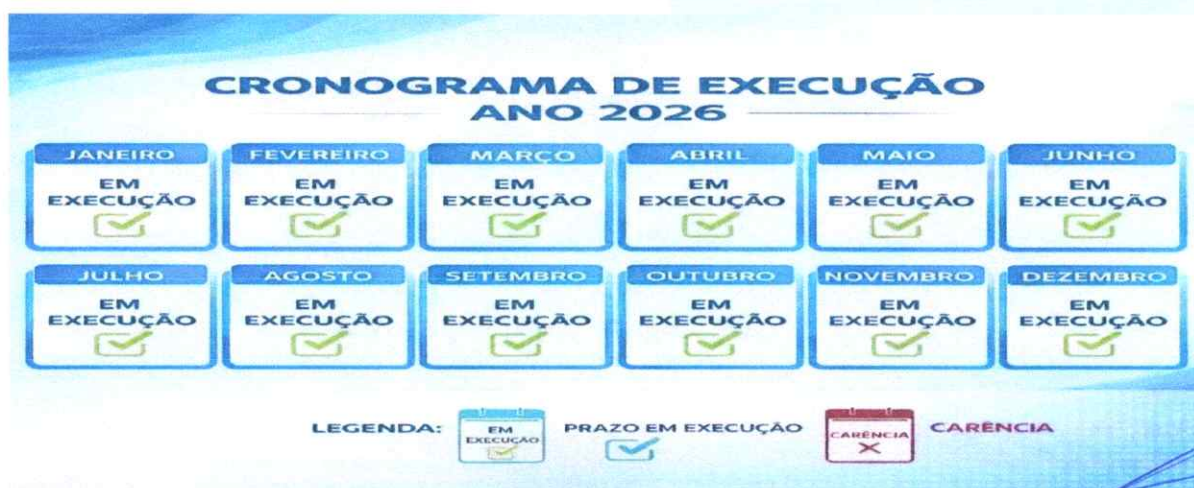 CRONOGRAMA DE EXECUÇÃO
ANO 2026
JANEIRO FEVEREIRO MARÇO ABRIL MAIO JUNHO
EM EM EM EM EM EM
EXECUÇÃO EXECUÇÃO EXECUÇÃO EXECUÇÃO EXECUÇÃO EXECUÇÃO
JULHO AGOSTO SETEMBRO OUTUBRO NOVEMBRO DEZEMBRO
EM EM EM EM EM EM
EXECUÇÃO EXECUÇÃO EXECUÇÃO EXECUÇÃO EXECUÇÃO EXECUÇÃO
LEGENDA: EM EXECUÇÃO PRAZO EM EXECUÇÃO CARÊNCIA CARÊNCIA